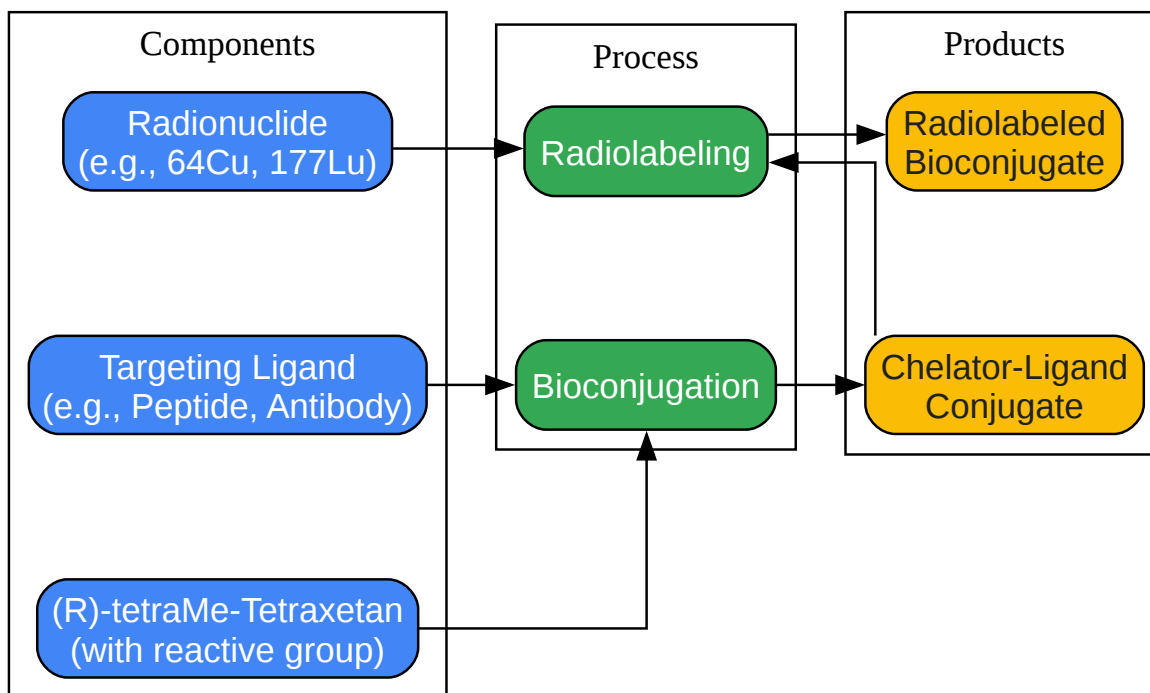 Components
Radionuclide
(e.g., 64Cu, 177Lu)
Targeting Ligand
(e.g., Peptide, Antibody)
(R)-tetraMe-Tetraxetan
(with reactive group)
Process
Radiolabeling
Bioconjugation
Products
Radiolabeled
Bioconjugate
Chelator-Ligand
Conjugate